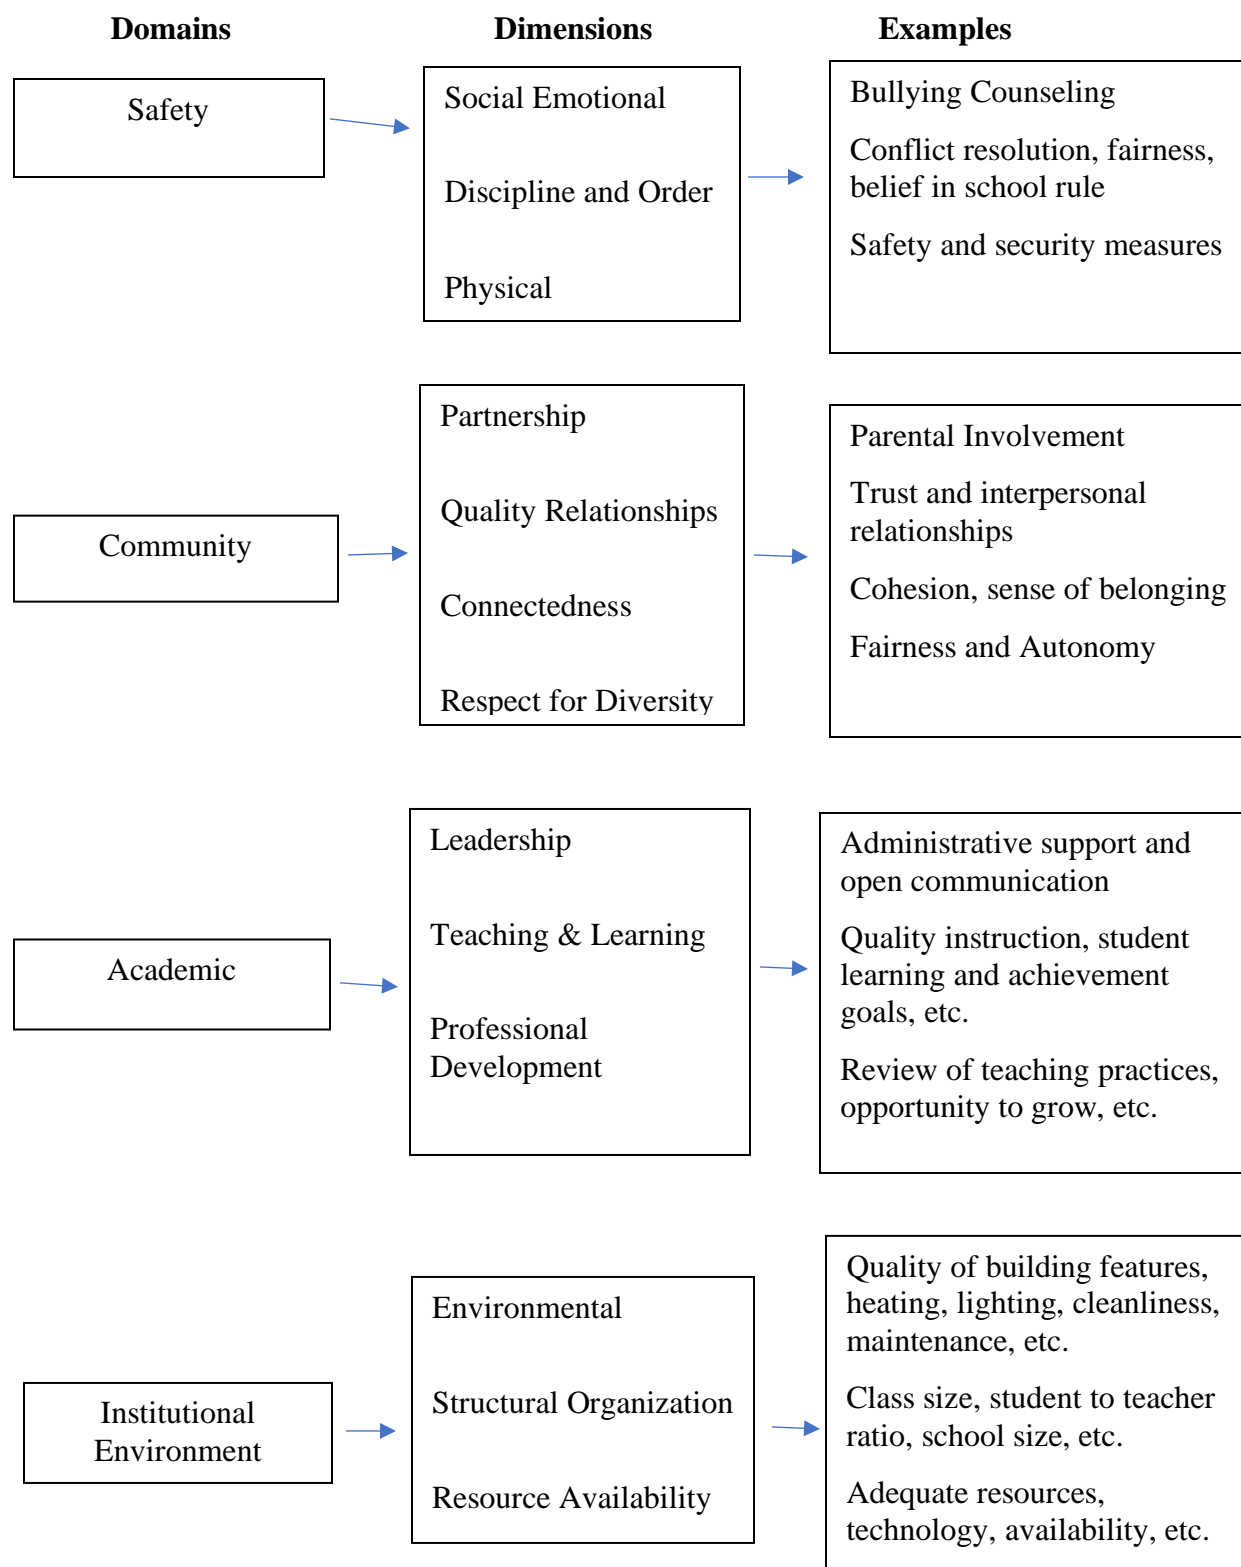 Domains
Dimensions
Examples
Safety
Social Emotional
Discipline and Order
Physical
Bullying Counseling
Conflict resolution, fairness,
belief in school rule
Safety and security measures
Community
Partnership
Quality Relationships
Connectedness
Respect for Diversity
Parental Involvement
Trust and interpersonal
relationships
Cohesion, sense of belonging
Fairness and Autonomy
Academic
Leadership
Teaching & Learning
Professional
Development
Administrative support and
open communication
Quality instruction, student
learning and achievement
goals, etc.
Review of teaching practices,
opportunity to grow, etc.
Institutional
Environment
Environmental
Structural Organization
Resource Availability
Quality of building features,
heating, lighting, cleanliness,
maintenance, etc.
Class size, student to teacher
ratio, school size, etc.
Adequate resources,
technology, availability, etc.